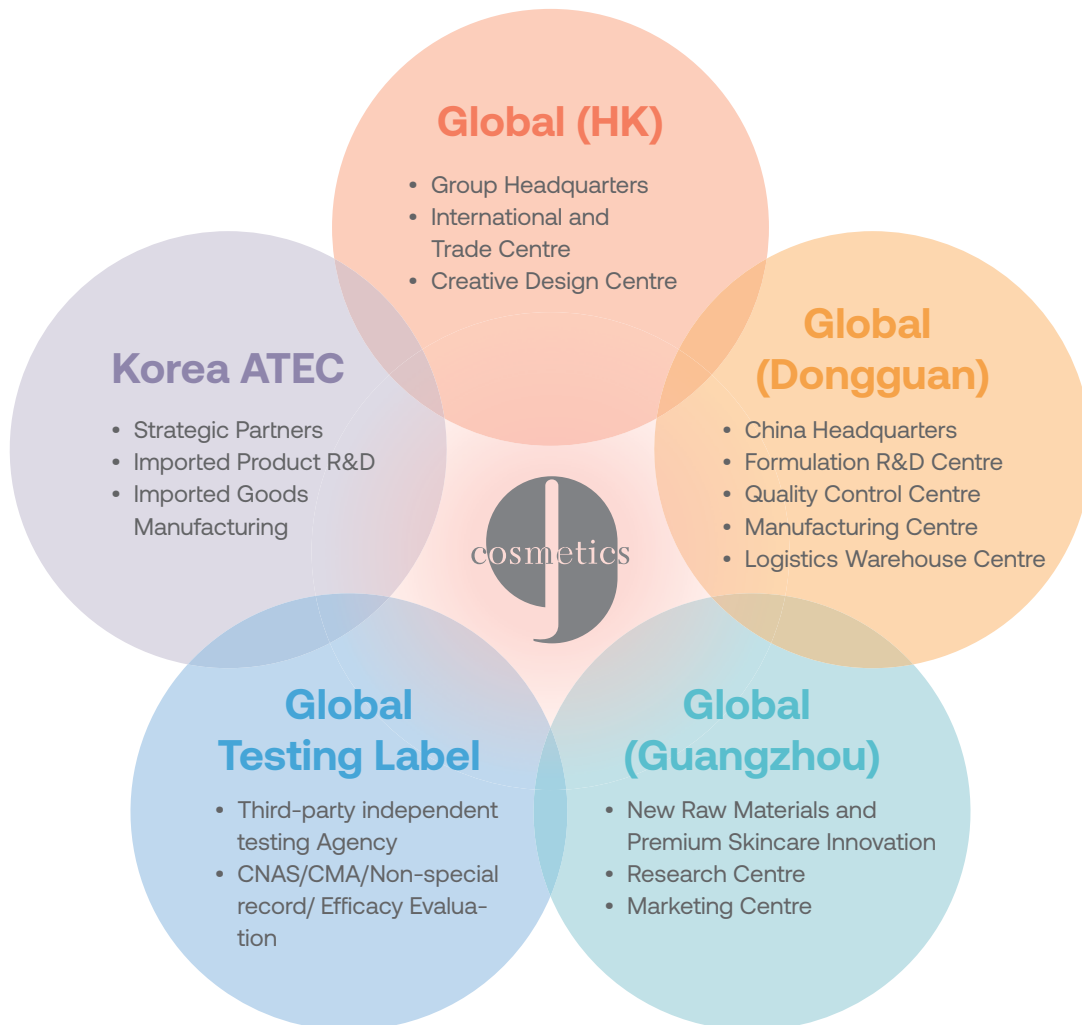 Global (HK)
• Group Headquarters
• International and
Trade Centre
• Creative Design Centre
Korea ATEC
• Strategic Partners
• Imported Product R&D
• Imported Goods
Manufacturing
Global
(Dongguan)
• China Headquarters
• Formulation R&D Centre
• Quality Control Centre
• Manufacturing Centre
• Logistics Warehouse Centre
cosmetics
Global
Testing Label
• Third-party independent
testing Agency
• CNAS/CMA/Non-special
record/ Efficacy Evalua-
tion
Global
(Guangzhou)
• New Raw Materials and
Premium Skincare Innovation
• Research Centre
• Marketing Centre